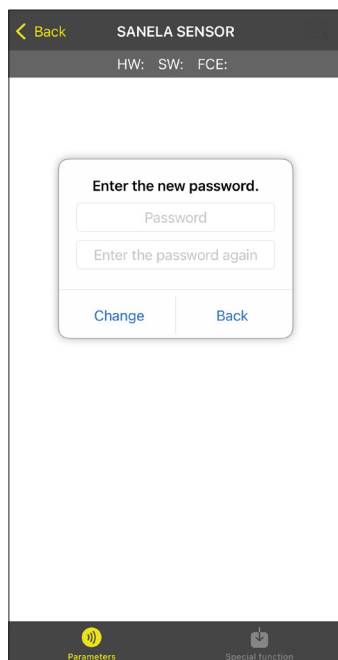 Back SANELA SENSOR
HW: SW: FCE:
Enter the new password.
Password
Enter the password again
Change Back
Parameters Special function